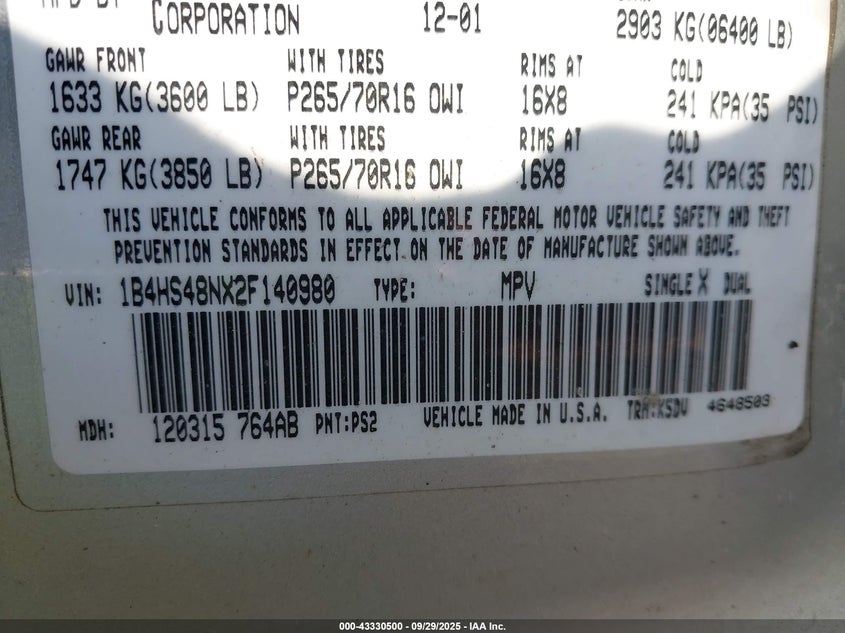 CORPORATION 12-01 2903 KG(06400 LB)
GAWR FRONT WITH TIRES RIMS AT COLD
1633 KG(3600 LB) P265/70R16 OWI 16X8 241 KPA(35 PSI)
GAWR REAR WITH TIRES RIMS AT COLD
1747 KG(3850 LB) P265/70R16 OWI 16X8 241 KPA(35 PSI)
THIS VEHICLE CONFORMS TO ALL APPLICABLE FEDERAL MOTOR VEHICLE SAFETY AND THEFT
PREVENTION STANDARDS IN EFFECT ON THE DATE OF MANUFACTURE SHOWN ABOVE.
VIN: 1B4HS48NX2F140980 TYPE: MPV SINGLE X DUAL
MDH: 120315 764AB PNT:PS2 VEHICLE MADE IN U.S.A. TRM:K5DV 4648503
000-43330500 - 09/29/2025 - IAA Inc.